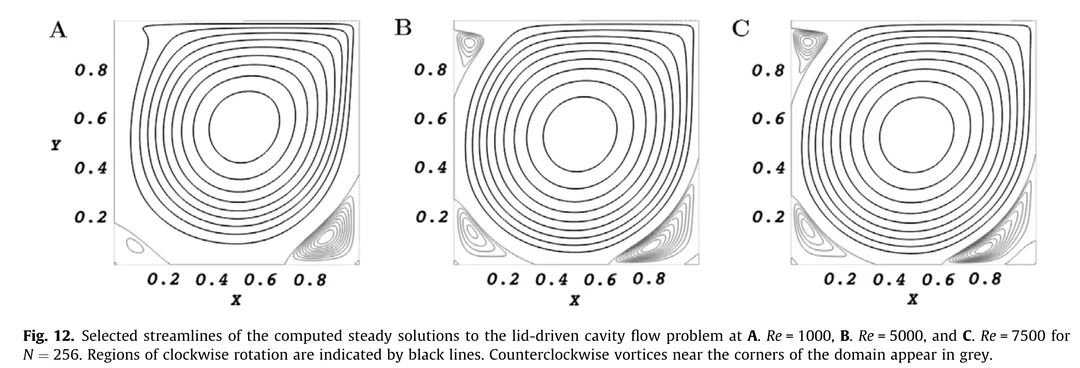 A
B
C
0.8
0.8
0.8
0.6
0.6
0.6
Y
0.4
0.4
0.4
0.2
0.2
0.2
0.2 0.4 0.6 0.8
0.2 0.4 0.6 0.8
0.2 0.4 0.6 0.8
X
X
X
Fig. 12. Selected streamlines of the computed steady solutions to the lid-driven cavity flow problem at A. Re = 1000, B. Re = 5000, and C. Re = 7500 for
N = 256. Regions of clockwise rotation are indicated by black lines. Counterclockwise vortices near the corners of the domain appear in grey.